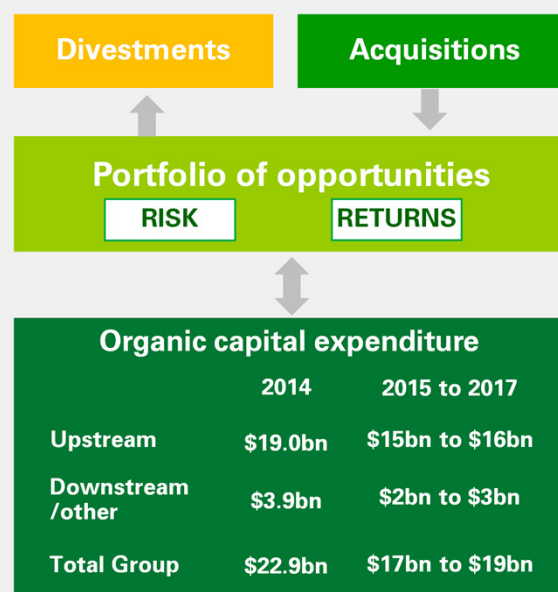 Divestments
Acquisitions
Portfolio of opportunities
RISK
RETURNS
Organic capital expenditure
2014 2015 to 2017
Upstream $19.0bn $15bn to $16bn
Downstream
/other $3.9bn $2bn to $3bn
Total Group $22.9bn $17bn to $19bn